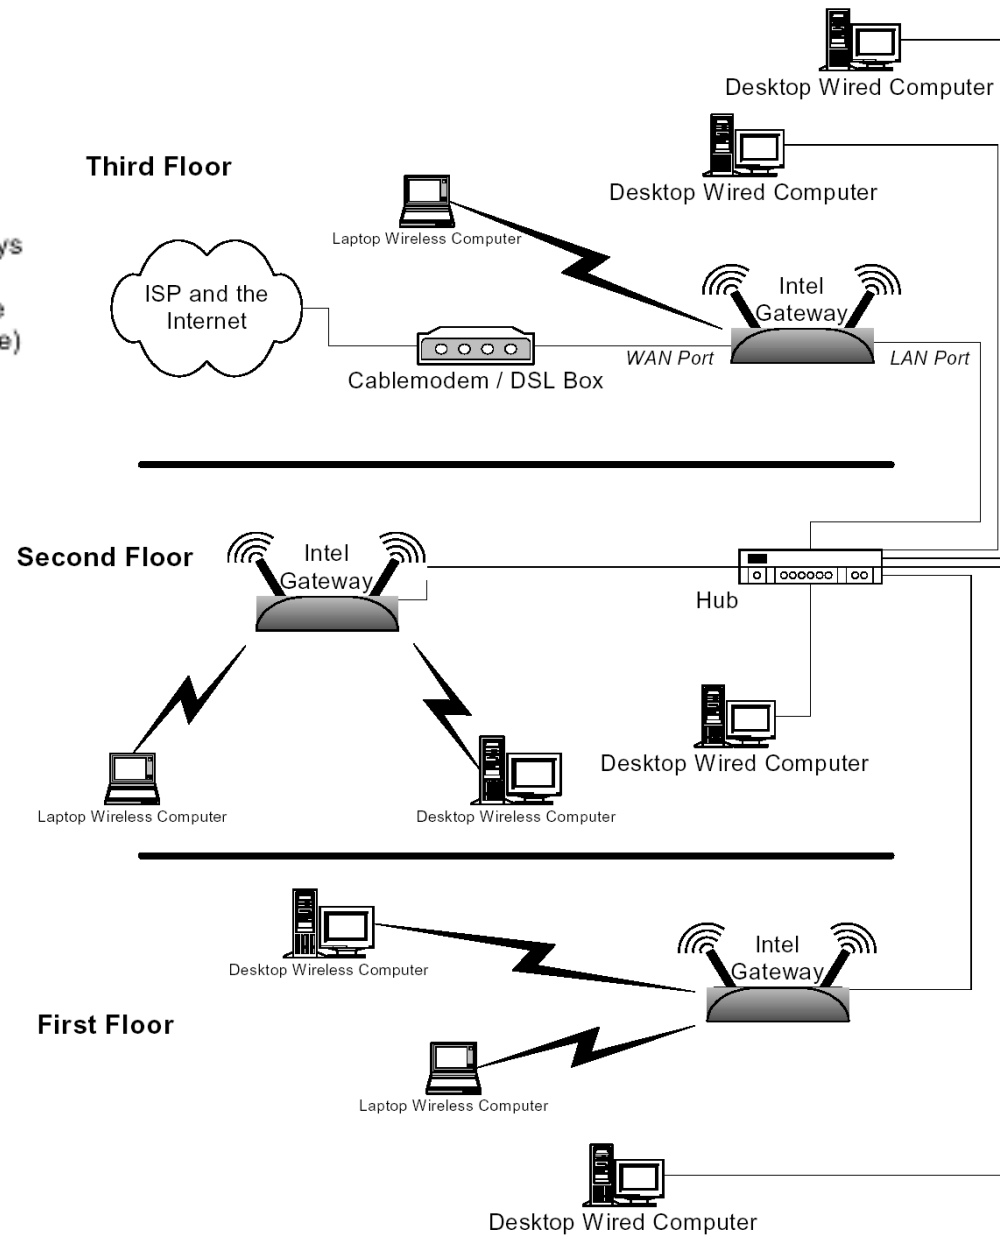 Desktop Wired Computer
Desktop Wired Computer
Third Floor
Laptop Wireless Computer
ISP and the
Internet
Intel
Gateway
WAN Port
LAN Port
Cablemodem / DSL Box
Second Floor
Intel
Gateway
Hub
Desktop Wired Computer
Laptop Wireless Computer
Desktop Wireless Computer
Desktop Wireless Computer
Intel
Gateway
First Floor
Laptop Wireless Computer
Desktop Wired Computer